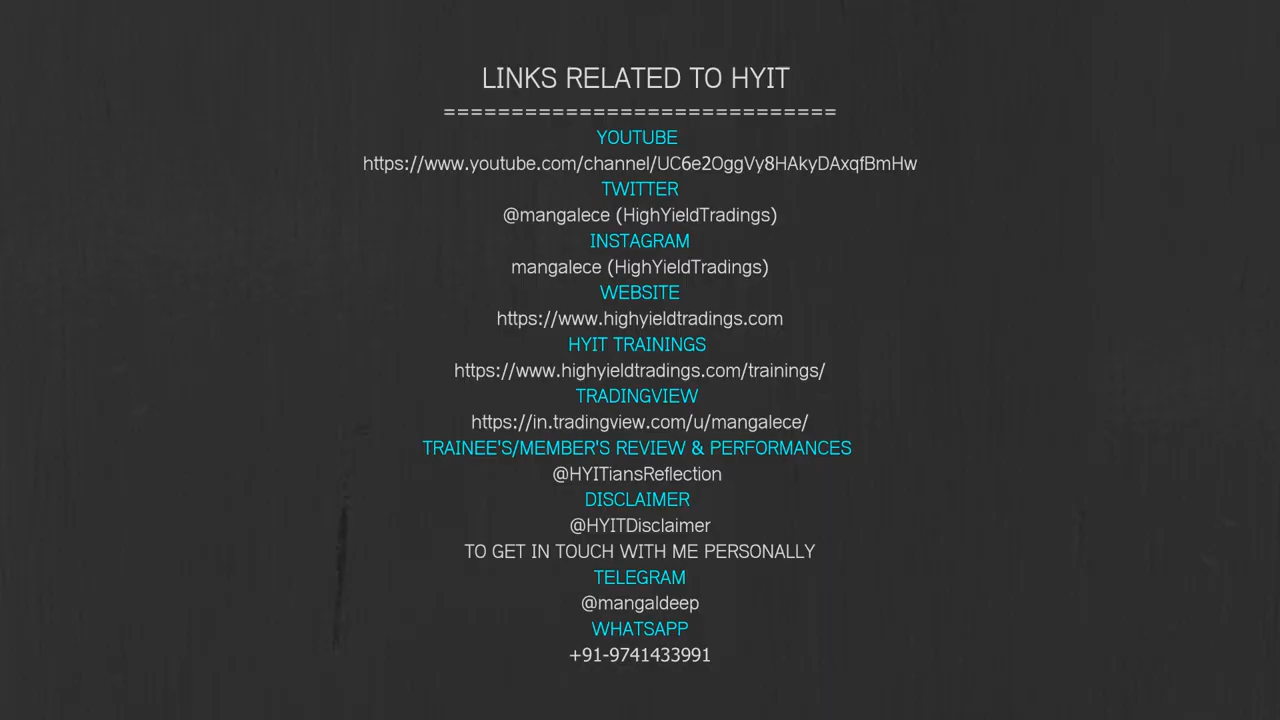 LINKS RELATED TO HYIT
=============================
YOUTUBE
https://www.youtube.com/channel/UC6e2OggVy8HAkyDAxqfBmHw
TWITTER
@mangalece (HighYieldTradings)
INSTAGRAM
mangalece (HighYieldTradings)
WEBSITE
https://www.highyieldtradings.com
HYIT TRAININGS
https://www.highyieldtradings.com/trainings/
TRADINGVIEW
https://in.tradingview.com/u/mangalece/
TRAINEE'S/MEMBER'S REVIEW & PERFORMANCES
@HYITiansReflection
DISCLAIMER
@HYITDisclaimer
TO GET IN TOUCH WITH ME PERSONALLY
TELEGRAM
@mangaldeep
WHATSAPP
+91-9741433991